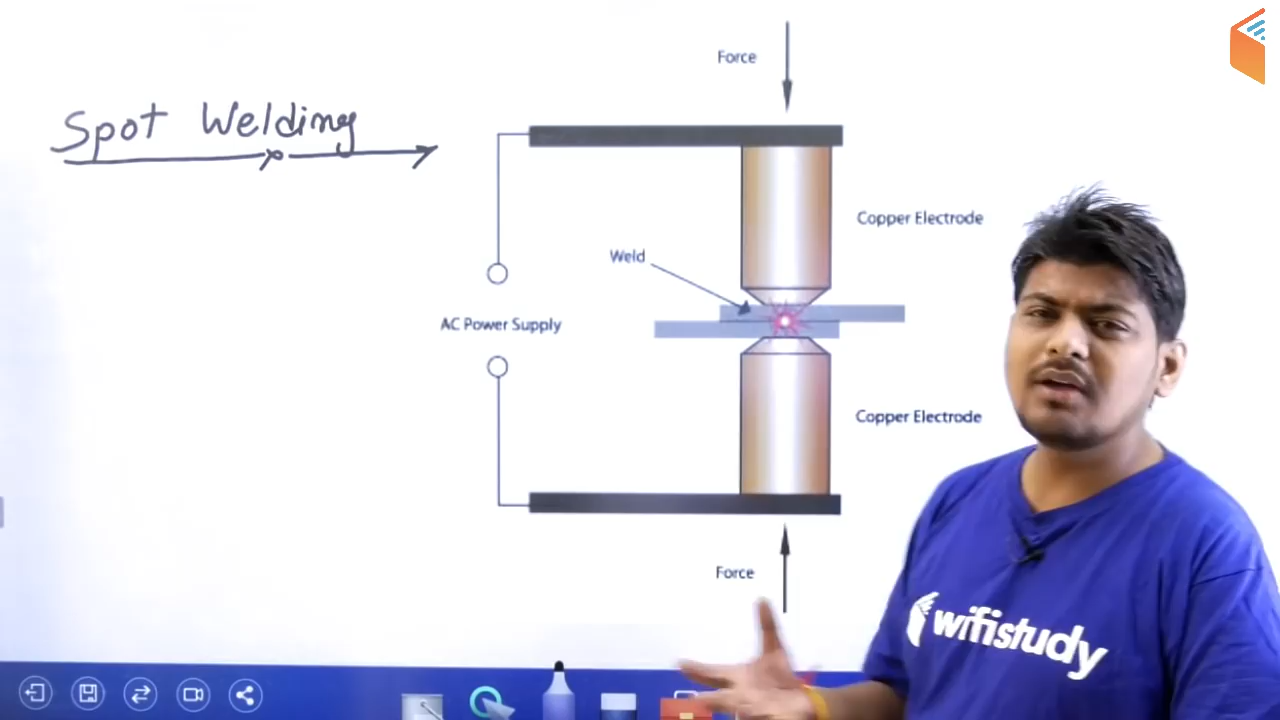 Spot Welding
Force
Copper Electrode
Weld
AC Power Supply
Copper Electrode
Force
wifistudy